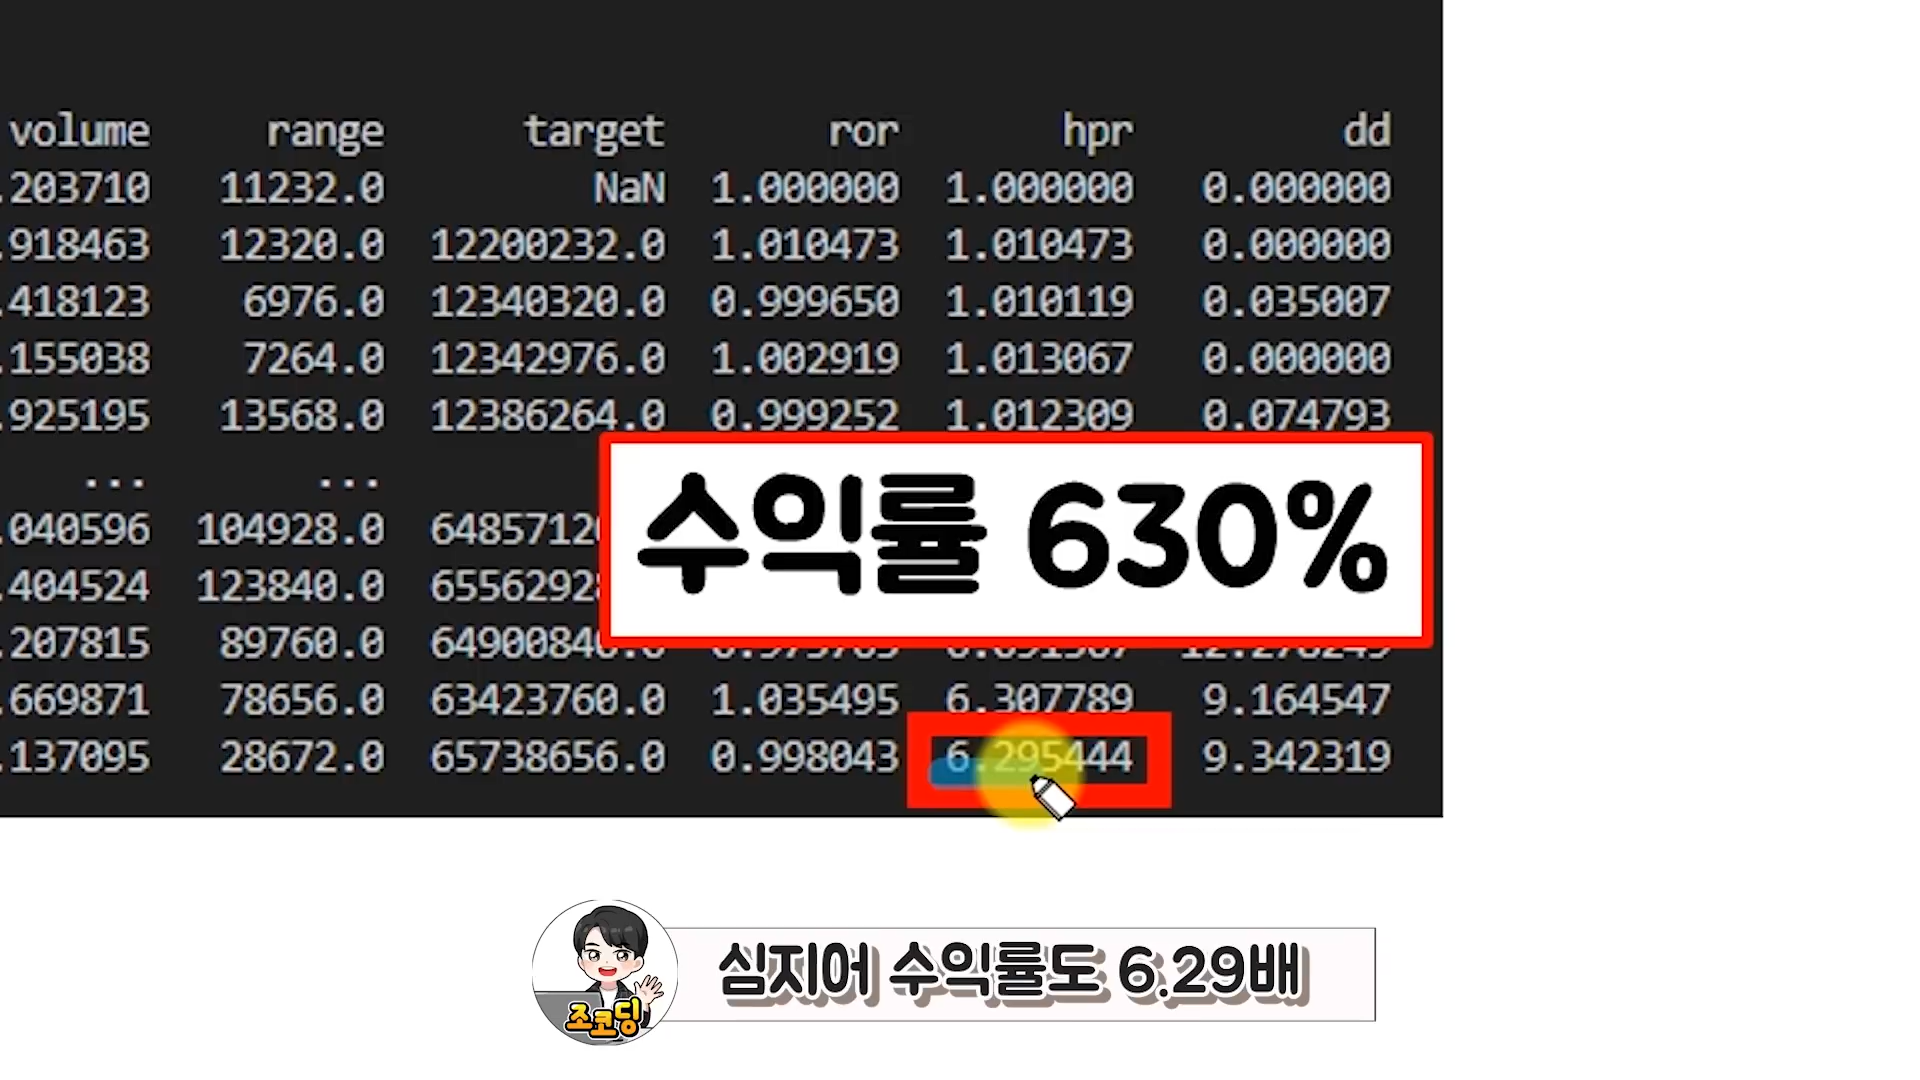 volume range target ror hpr dd
.203710 11232.0 NaN 1.000000 1.000000 0.000000
.918463 12320.0 12200232.0 1.010473 1.010473 0.000000
.418123 6976.0 12340320.0 0.999650 1.010119 0.035007
.155038 7264.0 12342976.0 1.002919 1.013067 0.000000
.925195 13568.0 12386264.0 0.999252 1.012309 0.074793
... ...
수익률 630%
.040596 104928.0 6485712
.404524 123840.0 6556292
.207815 89760.0 6490084
.669871 78656.0 63423760.0 1.035495 6.307789 9.164547
.137095 28672.0 65738656.0 0.998043 6.295444 9.342319
심지어 수익률도 6.29배
조코딩